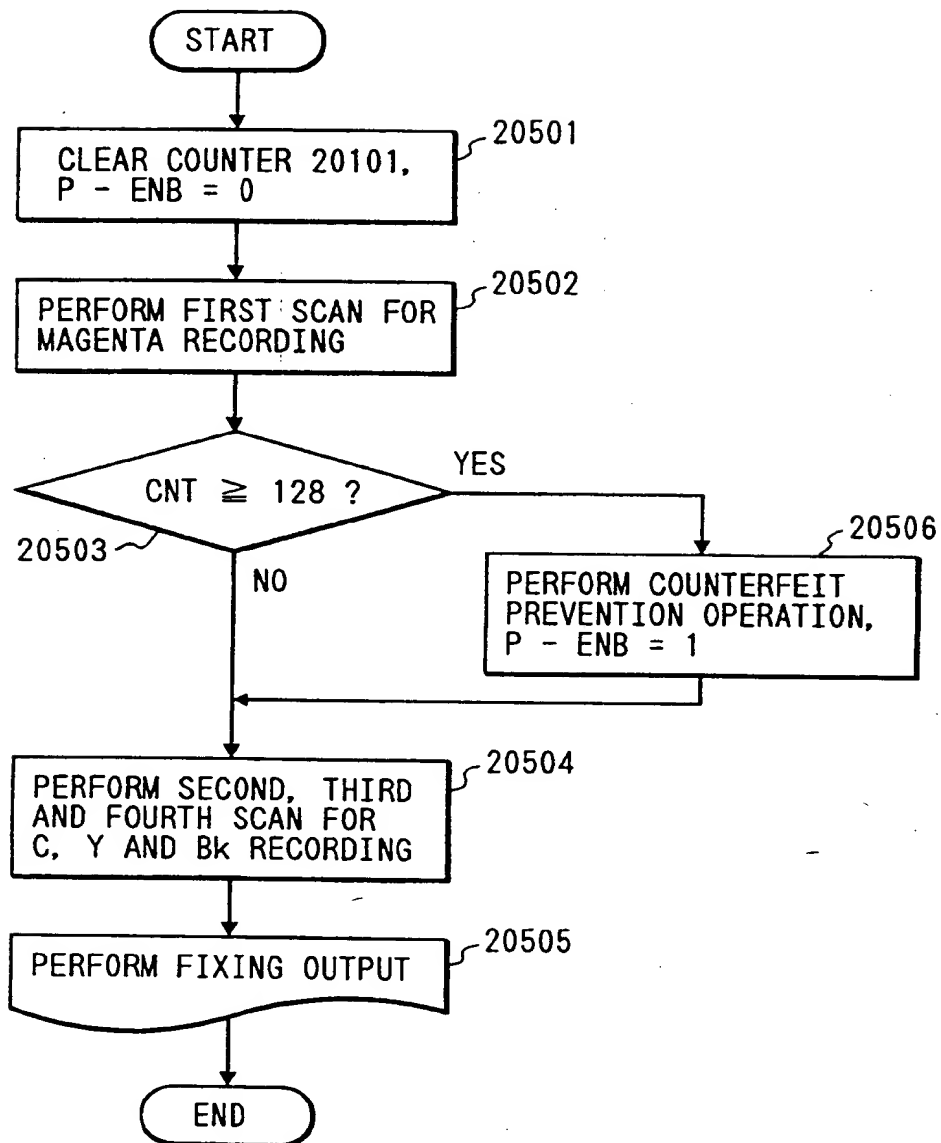 START
20501
CLEAR COUNTER 20101,
P - ENB = 0
20502
PERFORM FIRST SCAN FOR
MAGENTA RECORDING
YES
CNT ≧ 128 ?
20503
NO
20506
PERFORM COUNTERFEIT
PREVENTION OPERATION,
P - ENB = 1
20504
PERFORM SECOND, THIRD
AND FOURTH SCAN FOR
C, Y AND Bk RECORDING
20505
PERFORM FIXING OUTPUT
END